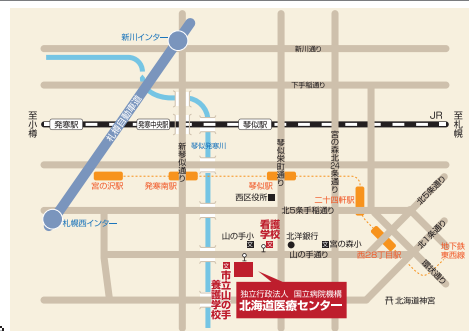 新川インター
新川通り
下手稲通り
札樽自動車道
至小樽
発寒駅
発寒中央駅
琴似駅
JR
至札幌
新琴似通り
琴似発寒川
琴似栄町通り
宮の森北24条通り
宮の沢駅
発寒南駅
琴似駅
二十四軒駅
北5条通り
西区役所
札幌西インター
北5条手稲通り
看護学校
山の手小
北洋銀行
宮の森小
山の手通り
西28丁目駅
北1条通り
地下鉄東西線
環状通り
市立山の手養護学校
独立行政法人 国立病院機構
北海道医療センター
北海道神宮